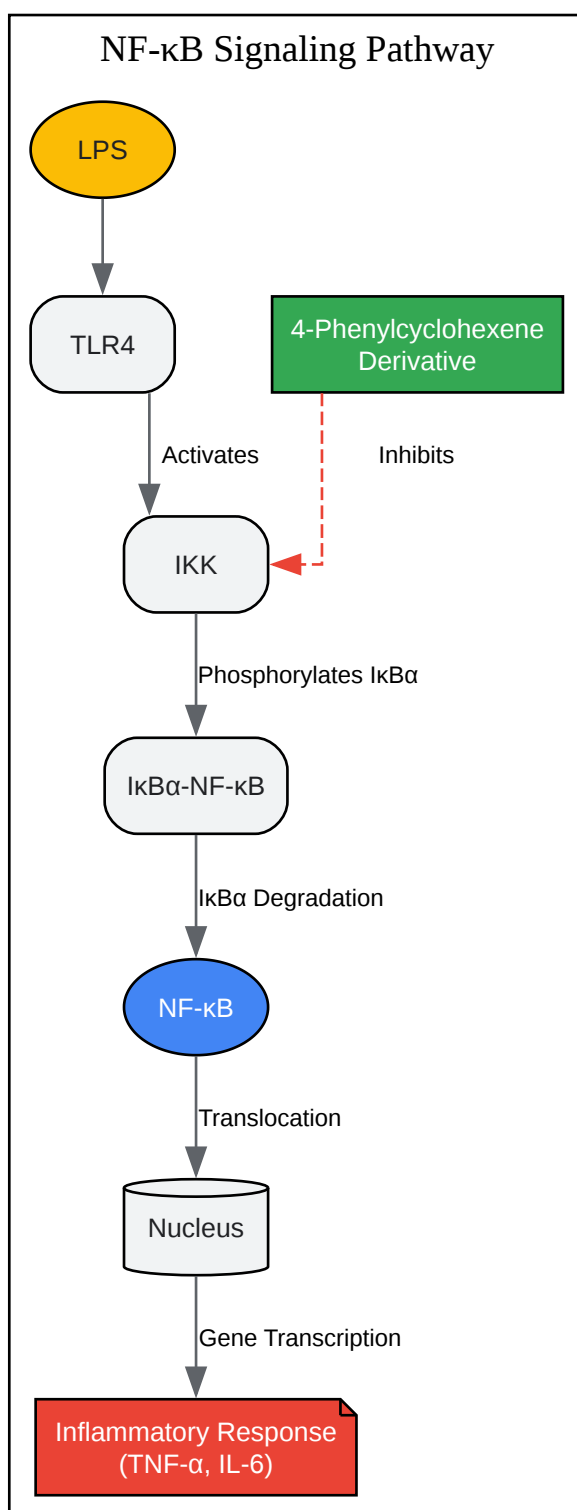 NF-κB Signaling Pathway
LPS
TLR4
4-Phenylcyclohexene
Derivative
Activates
Inhibits
IKK
Phosphorylates IκBα
IκBα-NF-κB
IκBα Degradation
NF-κB
Translocation
Nucleus
Gene Transcription
Inflammatory Response
(TNF-α, IL-6)